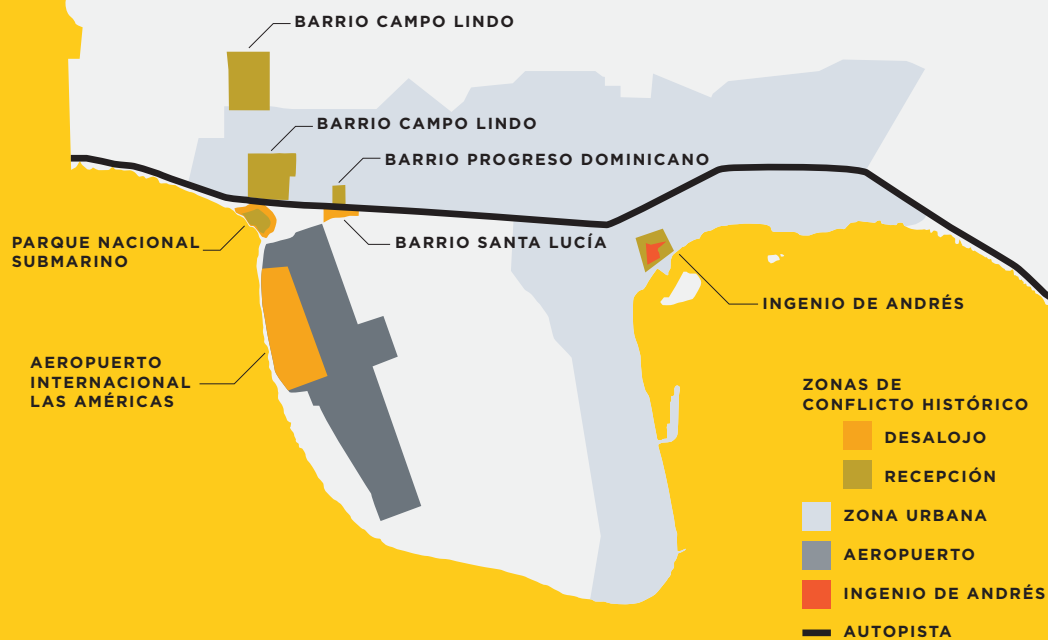 BARRIO CAMPO LINDO
BARRIO CAMPO LINDO
BARRIO PROGRESO DOMINICANO
PARQUE NACIONAL
SUBMARINO
BARRIO SANTA LUCÍA
INGENIO DE ANDRÉS
AEROPUERTO
INTERNACIONAL
LAS AMÉRICAS
ZONAS DE
CONFLICTO HISTÓRICO
DESALOJO
RECEPCIÓN
ZONA URBANA
AEROPUERTO
INGENIO DE ANDRÉS
AUTOPISTA